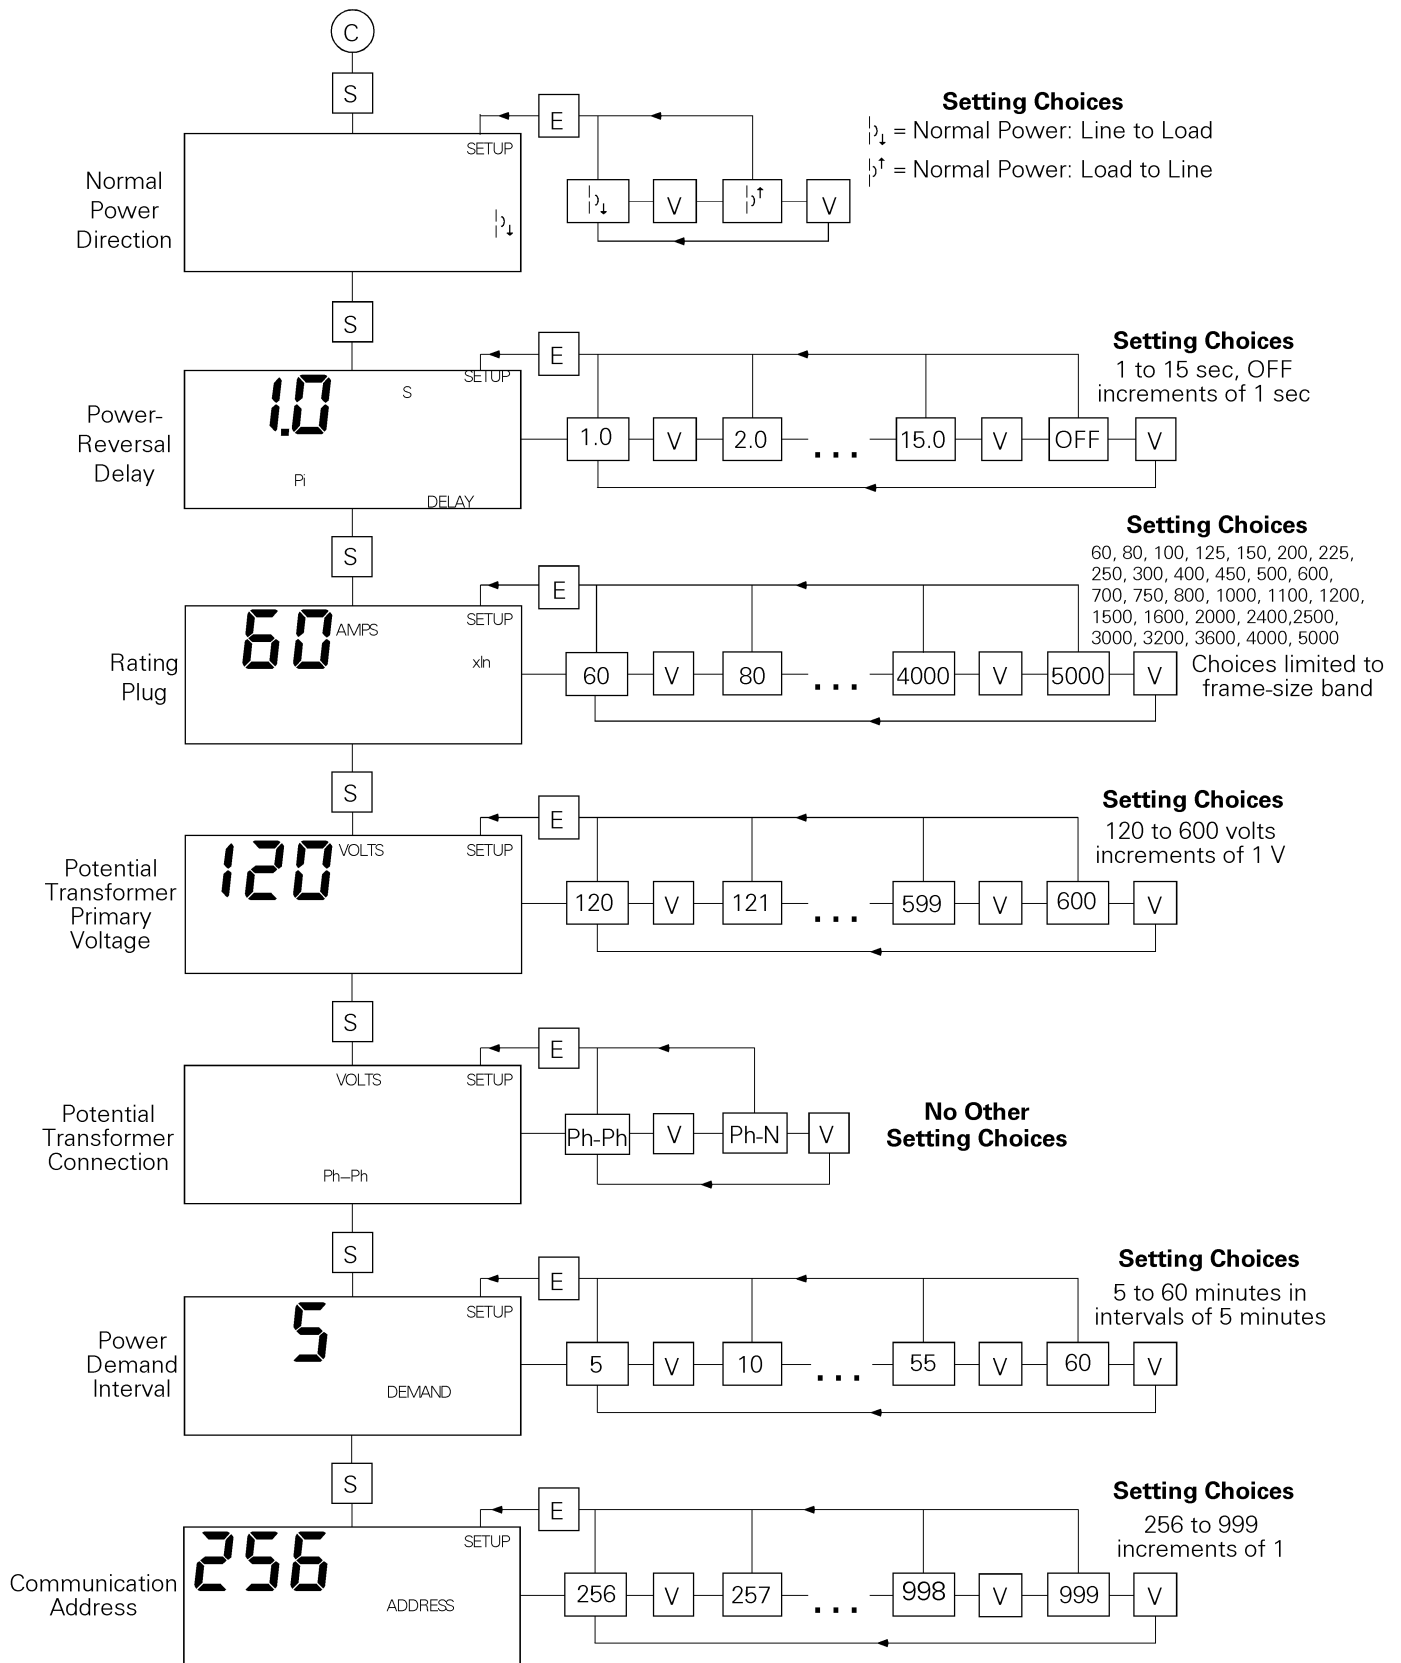 C
S
Setting Choices
E
= Normal Power: Line to Load
SETUP
= Normal Power: Load to Line
Normal
Power
Direction
V
V
S
Setting Choices
E
1 to 15 sec, OFF
SETUP
1.0
S
increments of 1 sec
Power-
Reversal
Delay
1.0
V
2.0
...
15.0
V
OFF
V
Pi
DELAY
Setting Choices
S
60, 80, 100, 125, 150, 200, 225,
250, 300, 400, 450, 500, 600,
E
700, 750, 800, 1000, 1100, 1200,
60
AMPS
SETUP
1500, 1600, 2000, 2400,2500,
3000, 3200, 3600, 4000, 5000
Rating
Plug
xIn
Choices limited to
frame-size band
60
V
80
...
4000
V
5000
V
S
Setting Choices
E
120 to 600 volts
120
VOLTS
SETUP
increments of 1 V
Potential
Transformer
Primary
Voltage
120
V
121
...
599
V
600
V
S
E
VOLTS
SETUP
Potential
Transformer
Connection
No Other
Setting Choices
Ph-Ph
V
Ph-N
V
Ph–Ph
S
Setting Choices
E
5 to 60 minutes in
intervals of 5 minutes
5
SETUP
Power
Demand
Interval
5
V
10
...
55
V
60
V
DEMAND
S
Setting Choices
E
256 to 999
increments of 1
256
SETUP
Communication
Address
ADDRESS
256
V
257
...
998
V
999
V